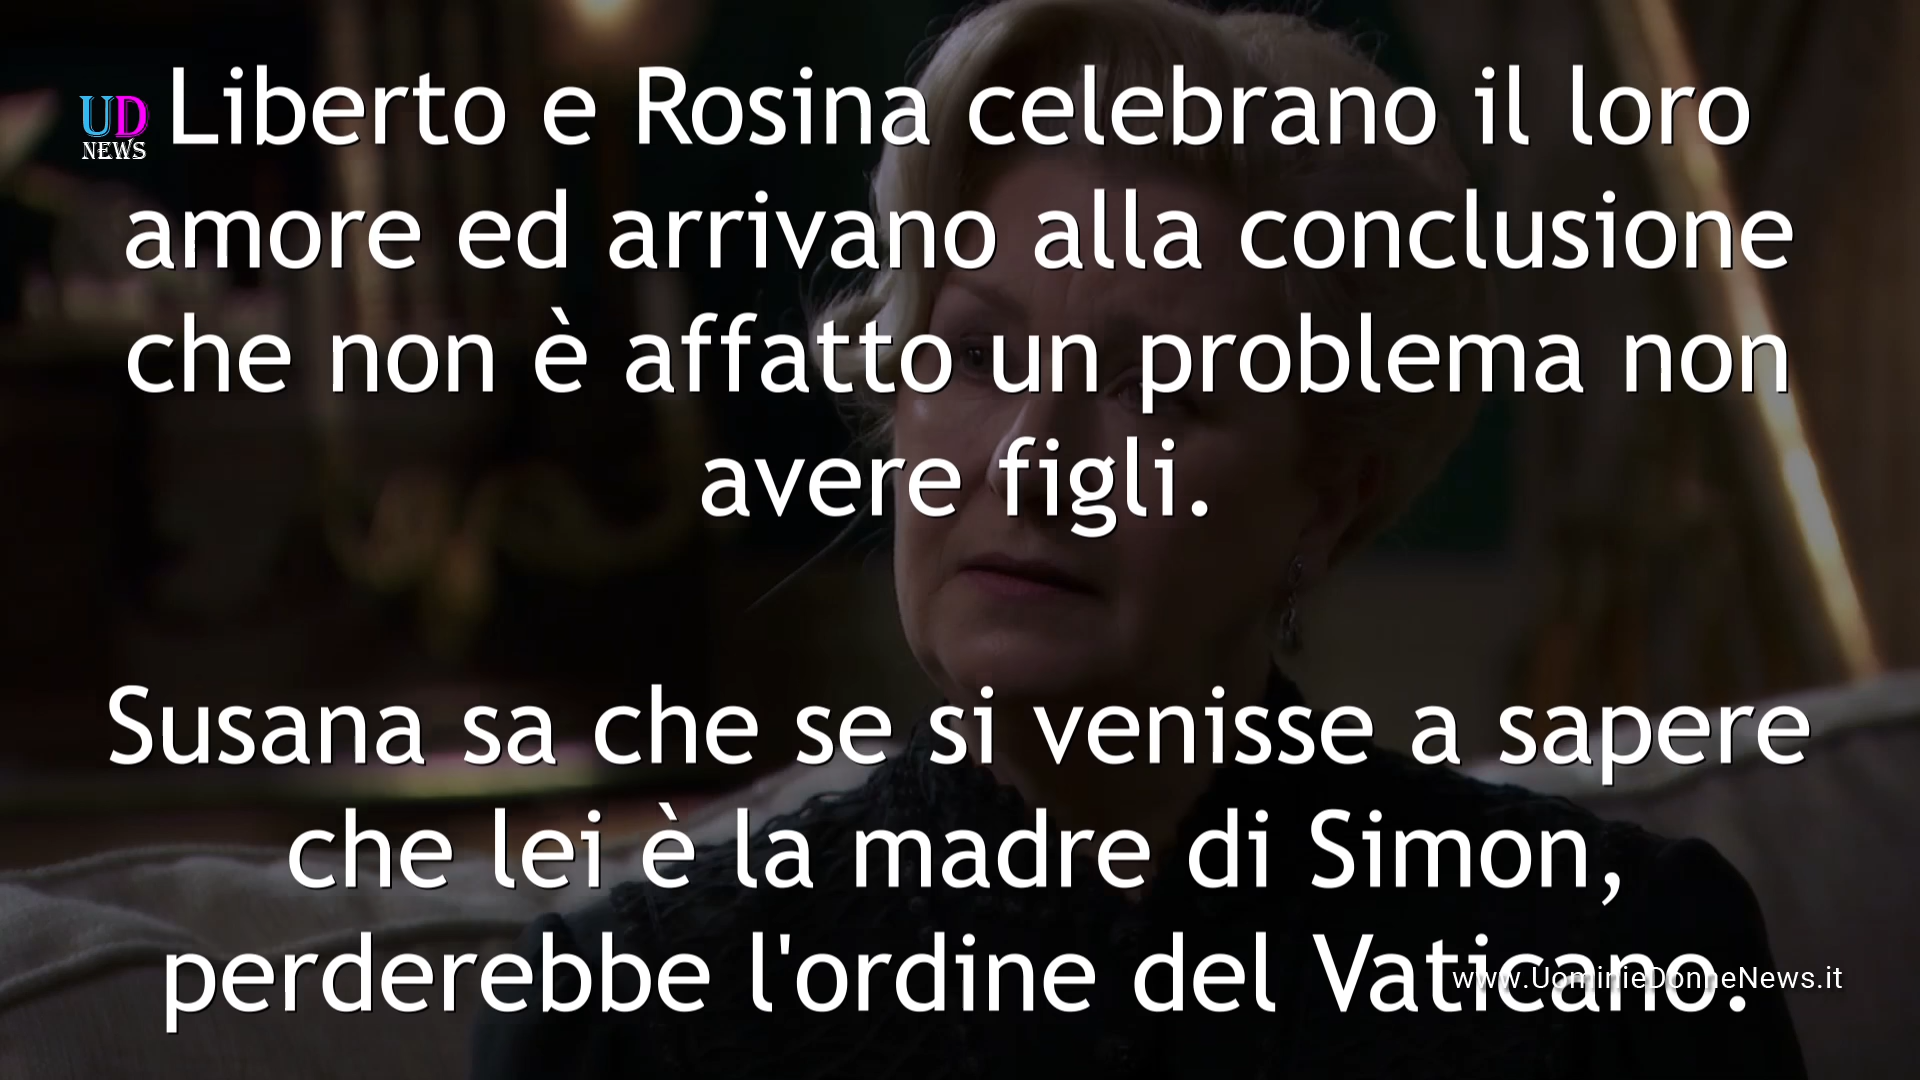 UD
NEWS
Liberto e Rosina celebrano il loro
amore ed arrivano alla conclusione
che non è affatto un problema non
avere figli.
Susana sa che se si venisse a sapere
che lei è la madre di Simon,
perderebbe l'ordine del Vaticano.
www.UominieDonneNews.it